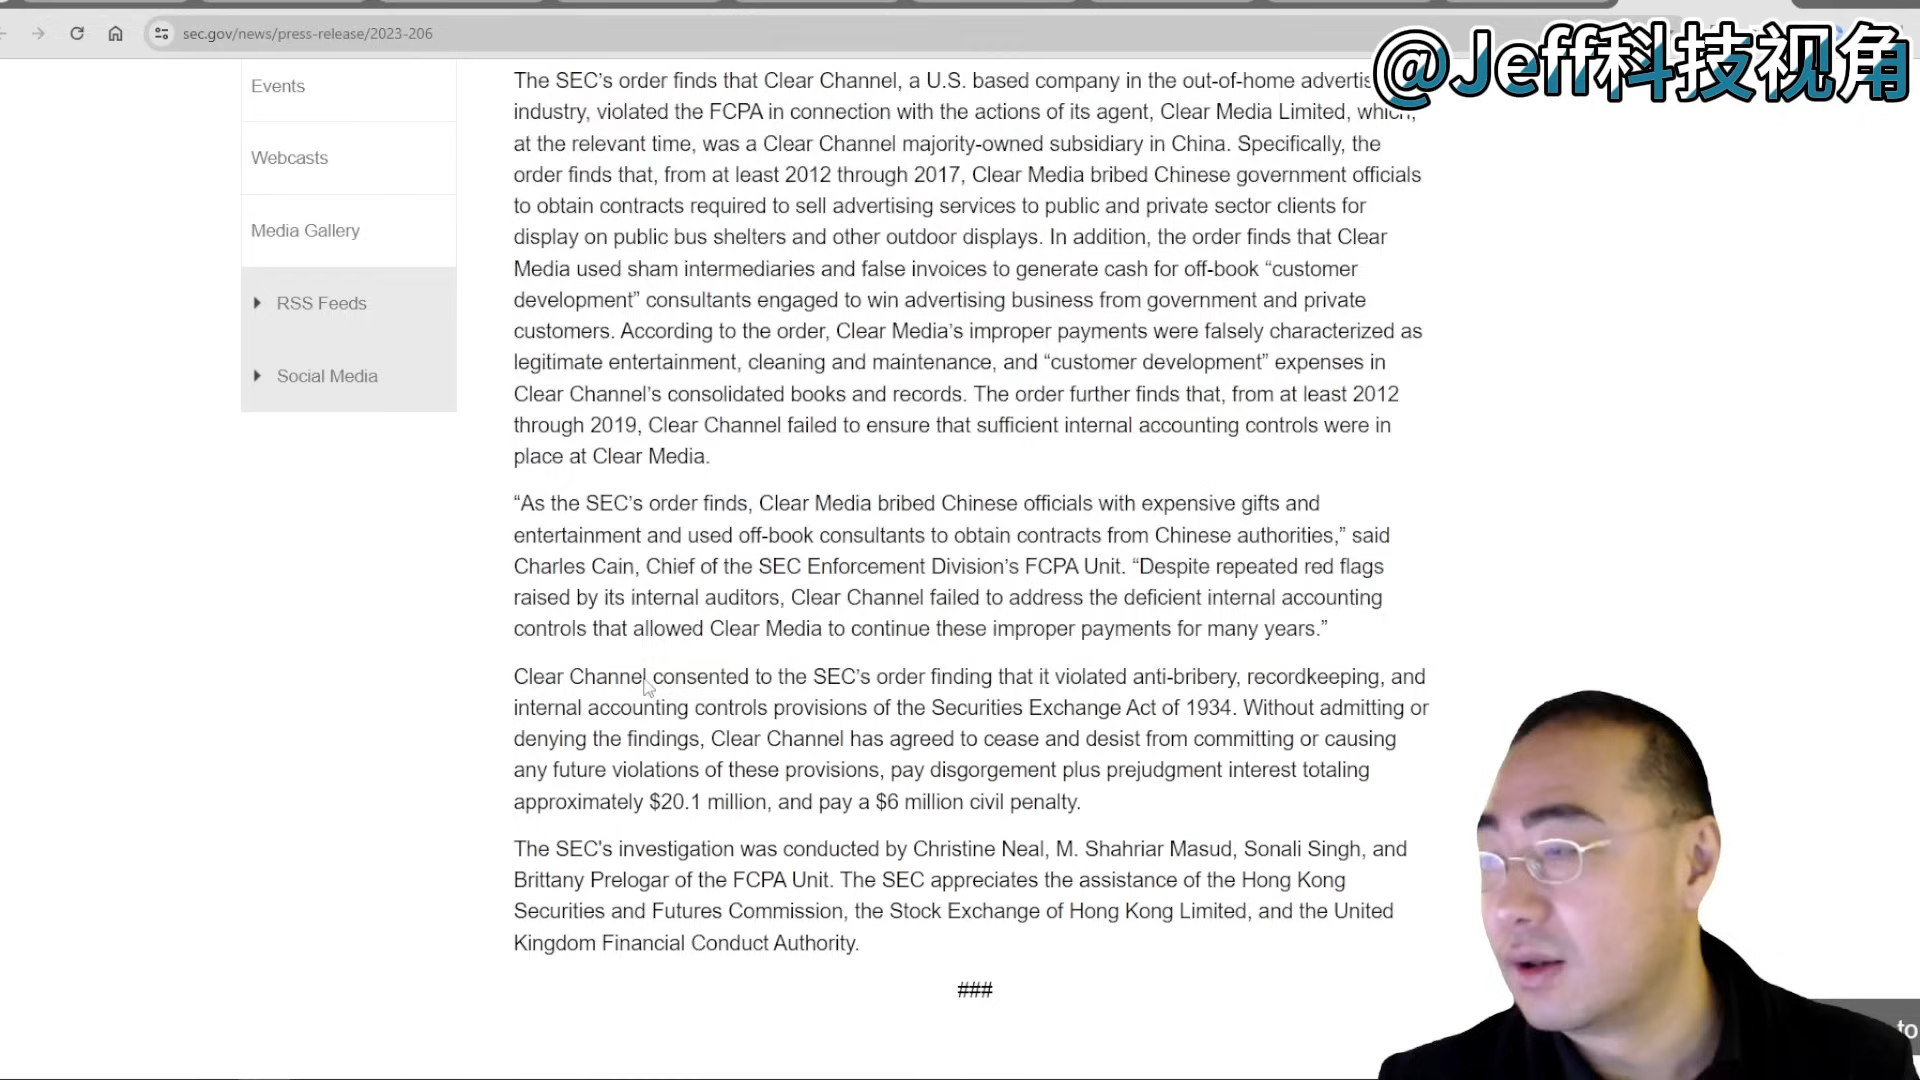 sec.gov/news/press-release/2023-206
@Jeff科技视角
Events
Webcasts
Media Gallery
RSS Feeds
Social Media
The SEC’s order finds that Clear Channel, a U.S. based company in the out-of-home
industry, violated the FCPA in connection with the actions of its agent, Clear Media Limited, which,
at the relevant time, was a Clear Channel majority-owned subsidiary in China. Specifically, the
order finds that, from at least 2012 through 2017, Clear Media bribed Chinese government officials
to obtain contracts required to sell advertising services to public and private sector clients for
display on public bus shelters and other outdoor displays. In addition, the order finds that Clear
Media used sham intermediaries and false invoices to generate cash for off-book “customer
development” consultants engaged to win advertising business from government and private
customers. According to the order, Clear Media’s improper payments were falsely characterized as
legitimate entertainment, cleaning and maintenance, and “customer development” expenses in
Clear Channel’s consolidated books and records. The order further finds that, from at least 2012
through 2019, Clear Channel failed to ensure that sufficient internal accounting controls were in
place at Clear Media.
“As the SEC’s order finds, Clear Media bribed Chinese officials with expensive gifts and
entertainment and used off-book consultants to obtain contracts from Chinese authorities,” said
Charles Cain, Chief of the SEC Enforcement Division’s FCPA Unit. “Despite repeated red flags
raised by its internal auditors, Clear Channel failed to address the deficient internal accounting
controls that allowed Clear Media to continue these improper payments for many years.”
Clear Channel consented to the SEC’s order finding that it violated anti-bribery, recordkeeping, and
internal accounting controls provisions of the Securities Exchange Act of 1934. Without admitting or
denying the findings, Clear Channel has agreed to cease and desist from committing or causing
any future violations of these provisions, pay disgorgement plus prejudgment interest totaling
approximately $20.1 million, and pay a $6 million civil penalty.
The SEC's investigation was conducted by Christine Neal, M. Shahriar Masud, Sonali Singh, and
Brittany Prelogar of the FCPA Unit. The SEC appreciates the assistance of the Hong Kong
Securities and Futures Commission, the Stock Exchange of Hong Kong Limited, and the United
Kingdom Financial Conduct Authority.
###
to